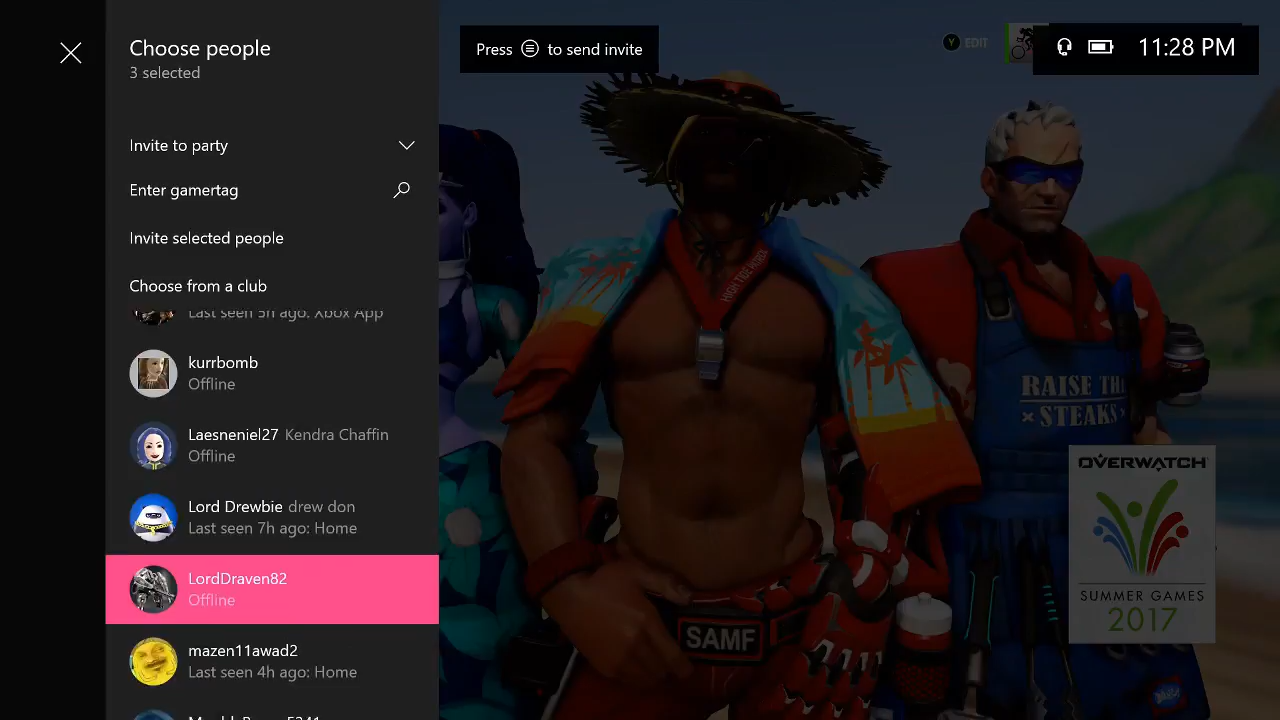 Choose people
3 selected
Press to send invite
Y EDIT
11:28 PM
Invite to party
Enter gamertag
Invite selected people
Choose from a club
Last seen 5h ago: Xbox App
kurrbomb
Offline
Laesneniel27 Kendra Chaffin
Offline
Lord Drewbie drew don
Last seen 7h ago: Home
LordDraven82
Offline
mazen11awad2
Last seen 4h ago: Home
HIGH TIDE
RAISE THE
STEAKS
SAMF
OVERWATCH
SUMMER GAMES
2017